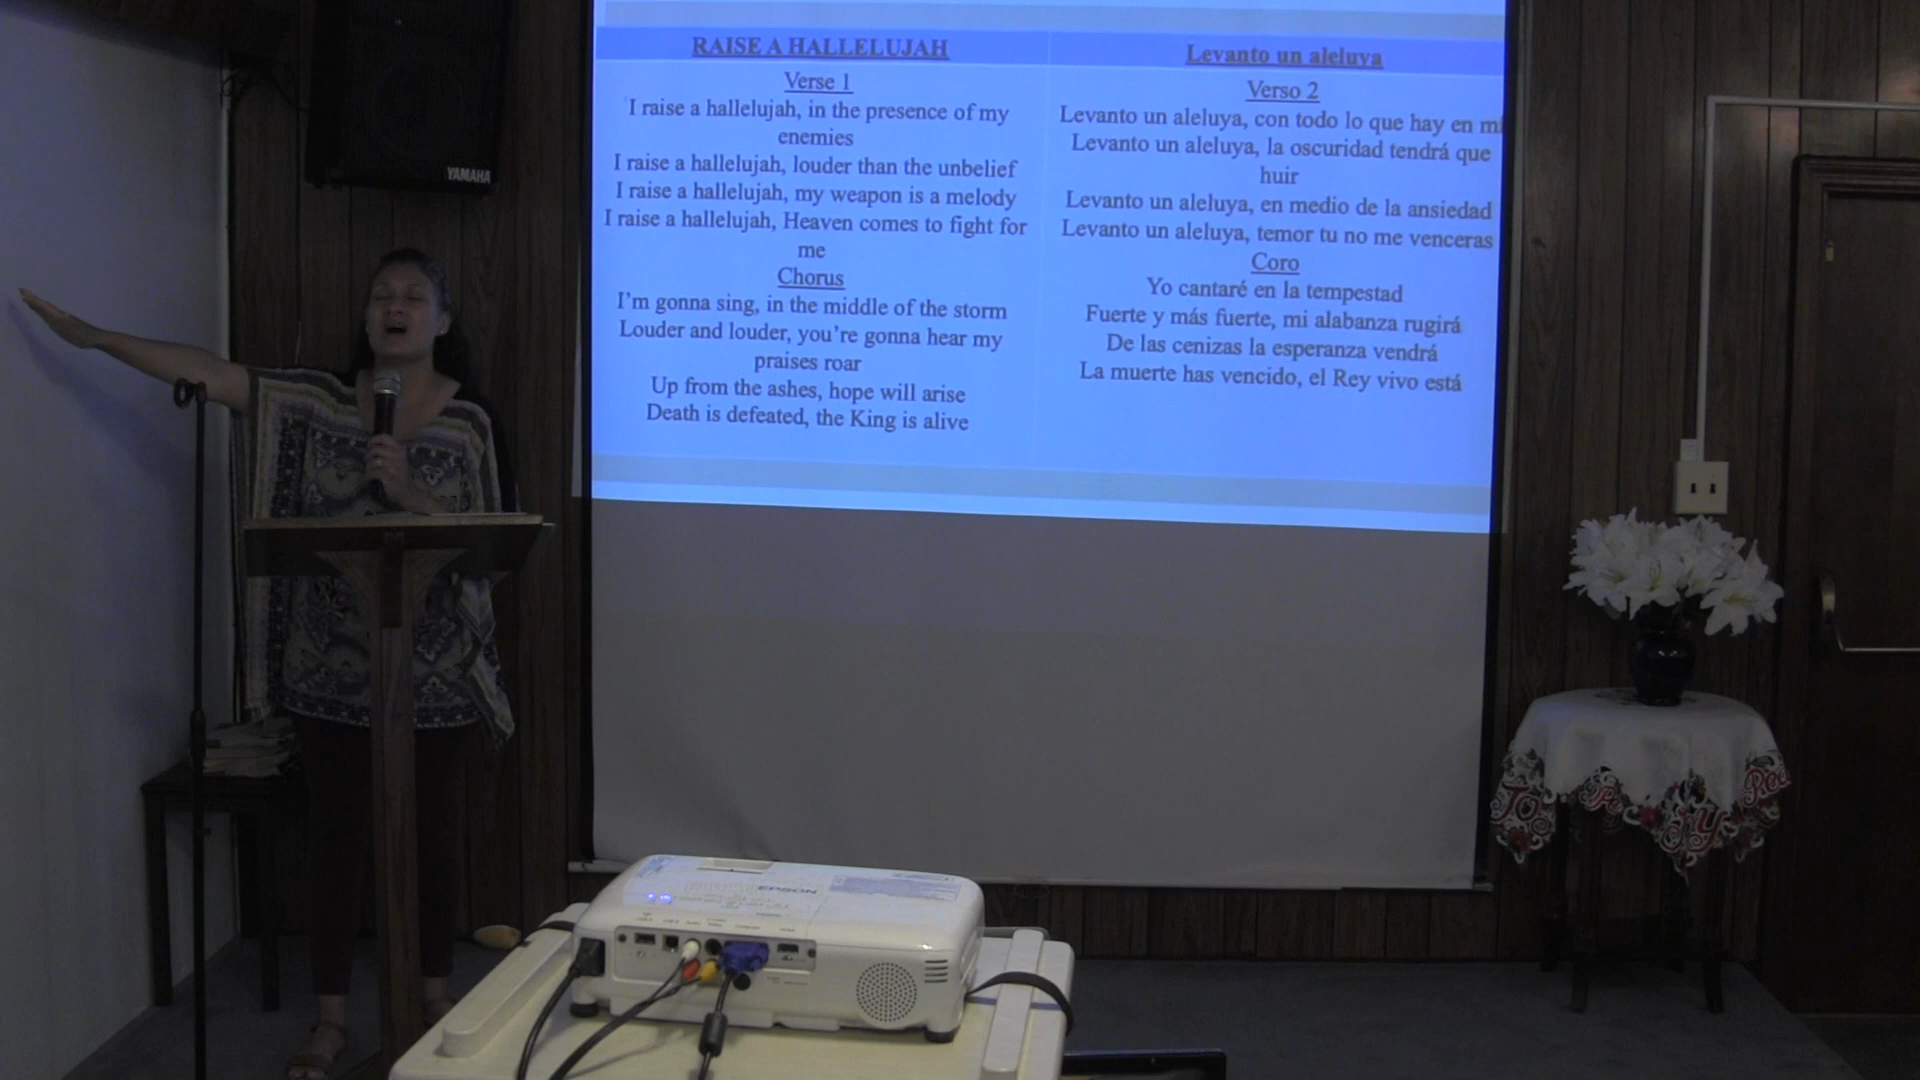 RAISE A HALLELUJAH
Verse 1
I raise a hallelujah, in the presence of my
enemies
I raise a hallelujah, louder than the unbelief
I raise a hallelujah, my weapon is a melody
I raise a hallelujah, Heaven comes to fight for
me
Chorus
I'm gonna sing, in the middle of the storm
Louder and louder, you're gonna hear my
praises roar
Up from the ashes, hope will arise
Death is defeated, the King is alive
Levanto un aleluya
Verso 2
Levanto un aleluya, con todo lo que hay en mi
Levanto un aleluya, la oscuridad tendrá que
huir
Levanto un aleluya, en medio de la ansiedad
Levanto un aleluya, temor tu no me venceras
Coro
Yo cantaré en la tempestad
Fuerte y más fuerte, mi alabanza rugirá
De las cenizas la esperanza vendrá
La muerte has vencido, el Rey vivo está
YAMAHA
EPSON
Joy